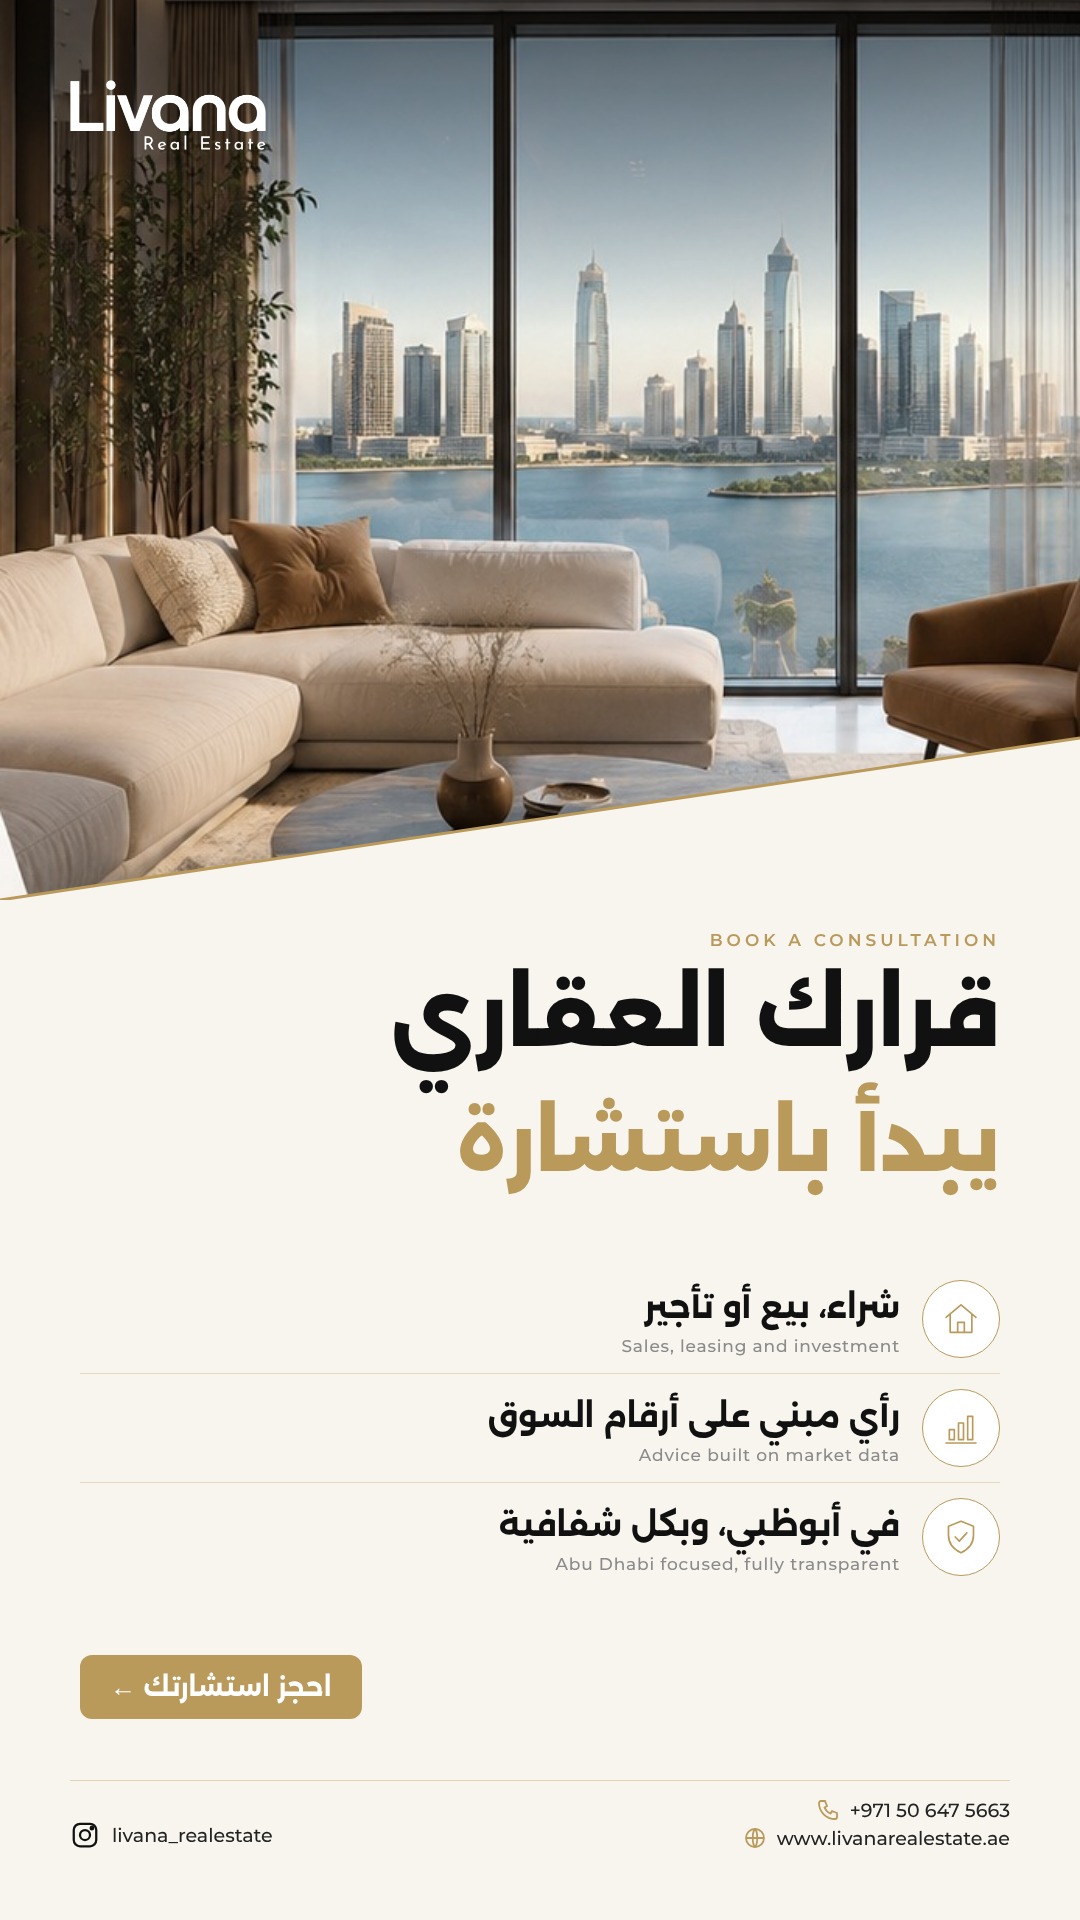 Livana
Real Estate
BOOK A CONSULTATION
قرارك العقاري
يبدأ باستشارة
شراء، بيع أو تأجير
Sales, leasing and investment
رأي مبني على أرقام السوق
Advice built on market data
في أبوظبي، وبكل شفافية
Abu Dhabi focused, fully transparent
احجز استشارتك ←
+971 50 647 5663
www.livanarealestate.ae
livana_realestate